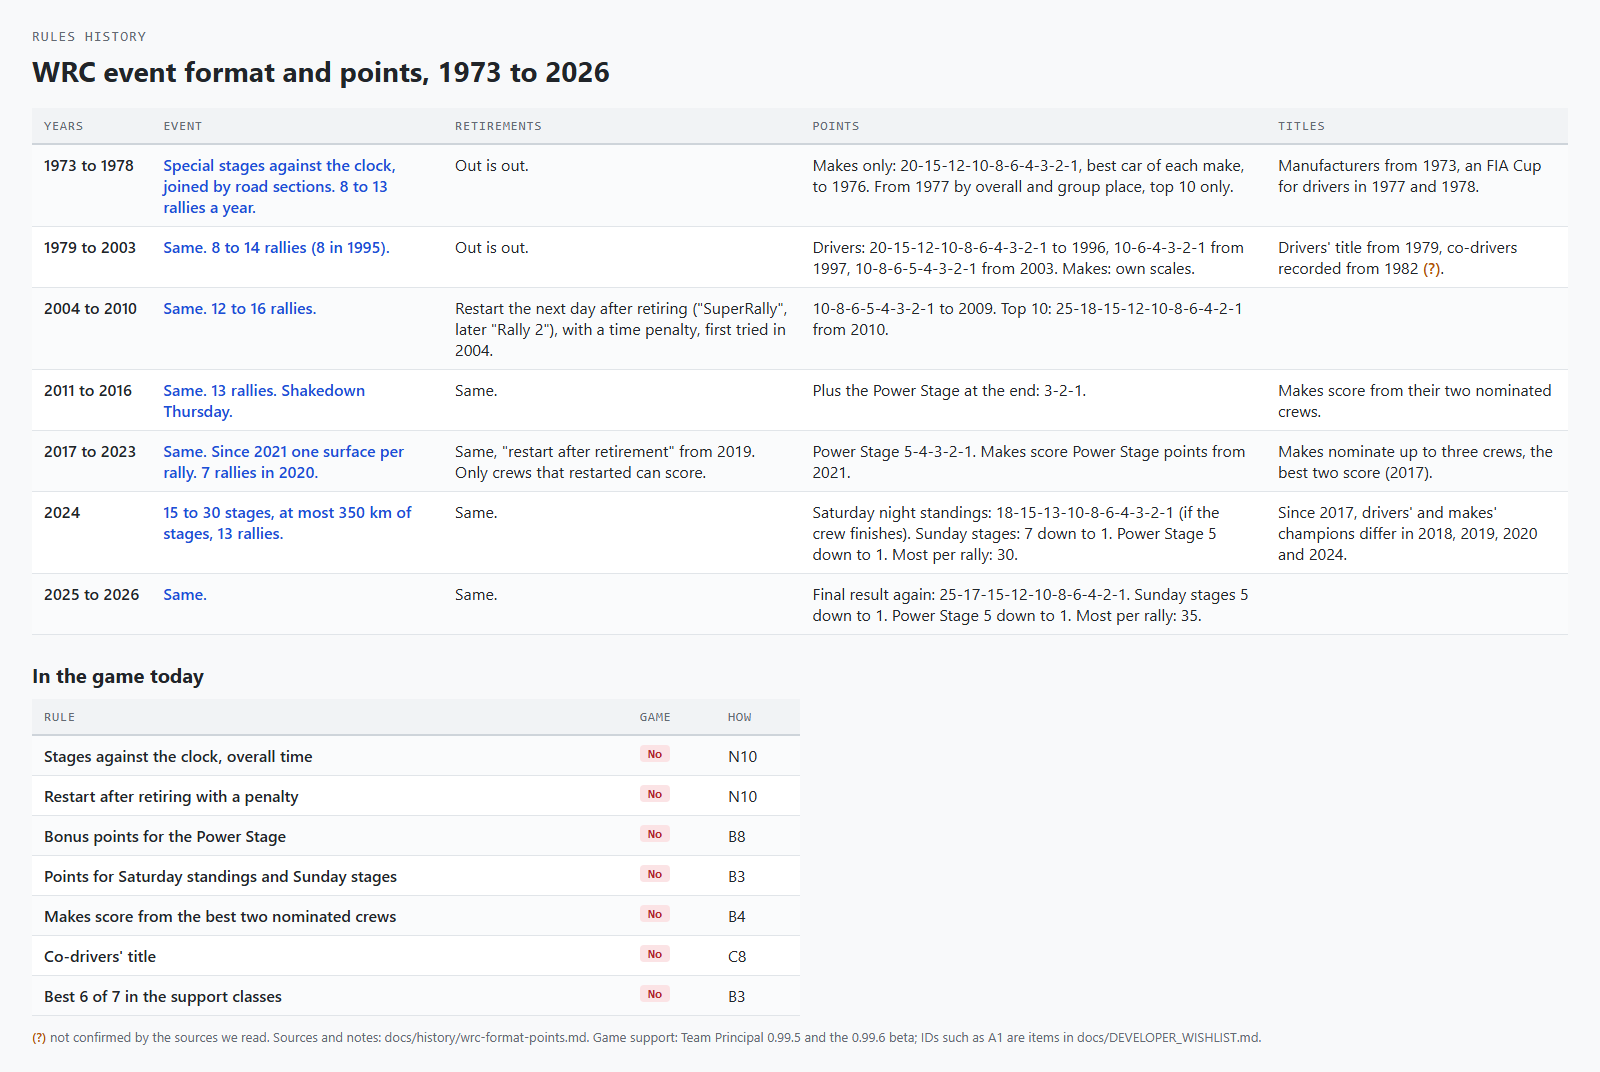 RULES HISTORY
WRC event format and points, 1973 to 2026
YEARS EVENT RETIREMENTS POINTS TITLES
1973 to 1978 Special stages against the clock, Out is out. Makes only: 20-15-12-10-8-6-4-3-2-1, best car of each make, Manufacturers from 1973, an FIA Cup
joined by road sections. 8 to 13 to 1976. From 1977 by overall and group place, top 10 only. for drivers in 1977 and 1978.
rallies a year.
1979 to 2003 Same. 8 to 14 rallies (8 in 1995). Out is out. Drivers: 20-15-12-10-8-6-4-3-2-1 to 1996, 10-6-4-3-2-1 from Drivers' title from 1979, co-drivers
1997, 10-8-6-5-4-3-2-1 from 2003. Makes: own scales. recorded from 1982 (?).
2004 to 2010 Same. 12 to 16 rallies. Restart the next day after retiring ("SuperRally", 10-8-6-5-4-3-2-1 to 2009. Top 10: 25-18-15-12-10-8-6-4-2-1
later "Rally 2"), with a time penalty, first tried in from 2010.
2004.
2011 to 2016 Same. 13 rallies. Shakedown Same. Plus the Power Stage at the end: 3-2-1. Makes score from their two nominated
Thursday. crews.
2017 to 2023 Same. Since 2021 one surface per Same, "restart after retirement" from 2019. Power Stage 5-4-3-2-1. Makes score Power Stage points from Makes nominate up to three crews, the
rally. 7 rallies in 2020. Only crews that restarted can score. 2021. best two score (2017).
2024 15 to 30 stages, at most 350 km of Same. Saturday night standings: 18-15-13-10-8-6-4-3-2-1 (if the Since 2017, drivers' and makes'
stages, 13 rallies. crew finishes). Sunday stages: 7 down to 1. Power Stage 5 champions differ in 2018, 2019, 2020
down to 1. Most per rally: 30. and 2024.
2025 to 2026 Same. Same. Final result again: 25-17-15-12-10-8-6-4-2-1. Sunday stages 5
down to 1. Power Stage 5 down to 1. Most per rally: 35.
In the game today
RULE GAME HOW
Stages against the clock, overall time No N10
Restart after retiring with a penalty No N10
Bonus points for the Power Stage No B8
Points for Saturday standings and Sunday stages No B3
Makes score from the best two nominated crews No B4
Co-drivers' title No C8
Best 6 of 7 in the support classes No B3
(?) not confirmed by the sources we read. Sources and notes: docs/history/wrc-format-points.md. Game support: Team Principal 0.99.5 and the 0.99.6 beta; IDs such as A1 are items in docs/DEVELOPER_WISHLIST.md.